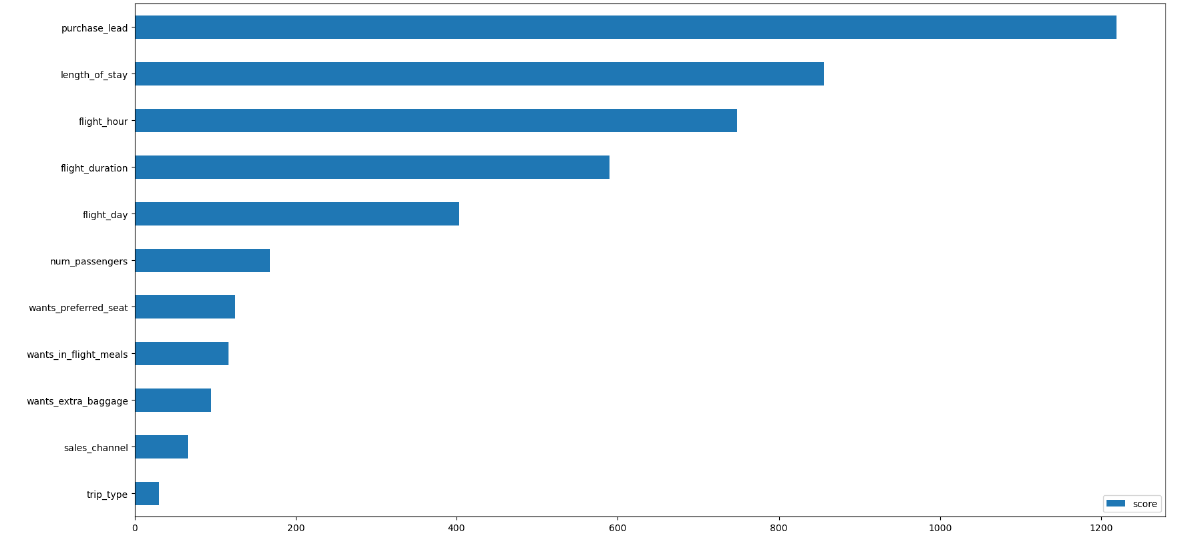 purchase_lead
length_of_stay
flight_hour
flight_duration
flight_day
num_passengers
wants_preferred_seat
wants_in_flight_meals
wants_extra_baggage
sales_channel
trip_type
score
0 200 400 600 800 1000 1200